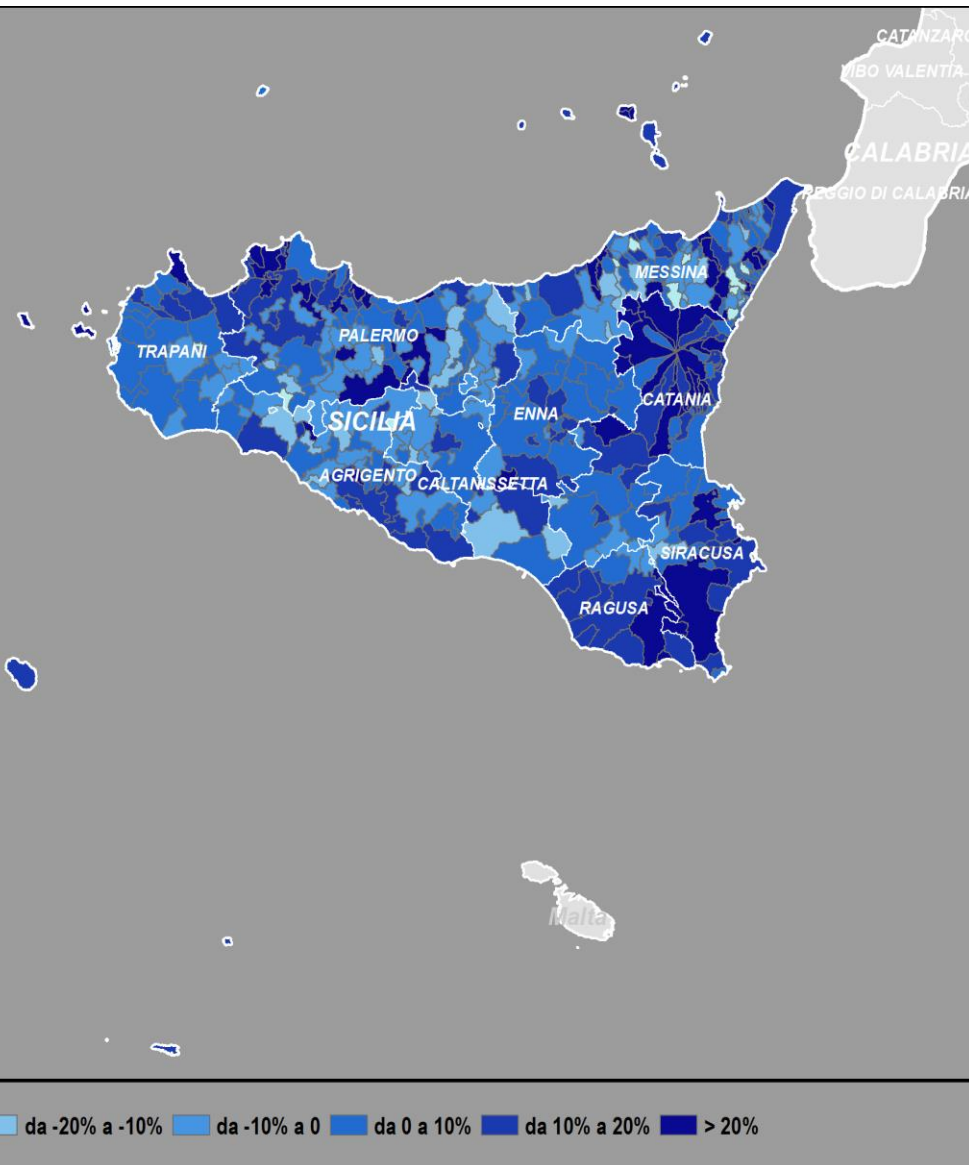 CATANZARO
VIBO VALENTIA
CALABRIA
REGGIO DI CALABRIA
MESSINA
PALERMO
TRAPANI
CATANIA
SICILIA
ENNA
AGRIGENTO
CALTANISSETTA
SIRACUSA
RAGUSA
Malta
da -20% a -10% da -10% a 0 da 0 a 10% da 10% a 20% > 20%